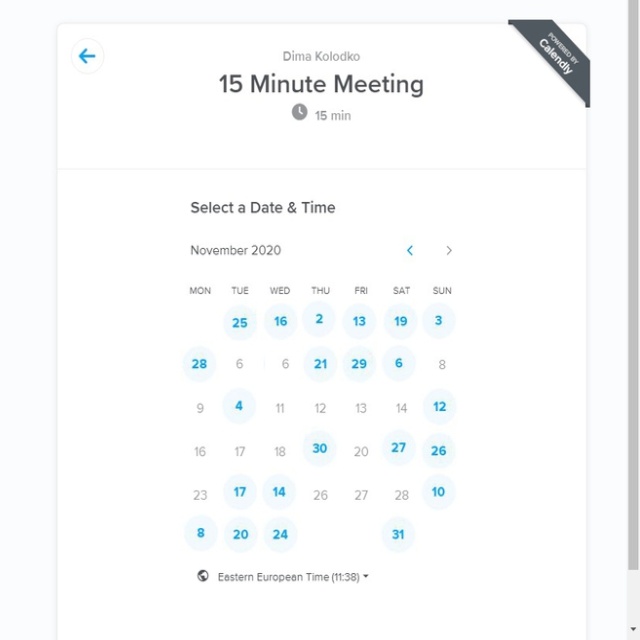 POWERED BY
Calendly
Dima Kolodko
15 Minute Meeting
15 min
Select a Date & Time
November 2020
MON TUE WED THU FRI SAT SUN
25 16 2 13 19 3
28 6 6 21 29 6 8
9 4 11 12 13 14 12
16 17 18 30 20 27 26
23 17 14 26 27 28 10
8 20 24 31
Eastern European Time (11:38)